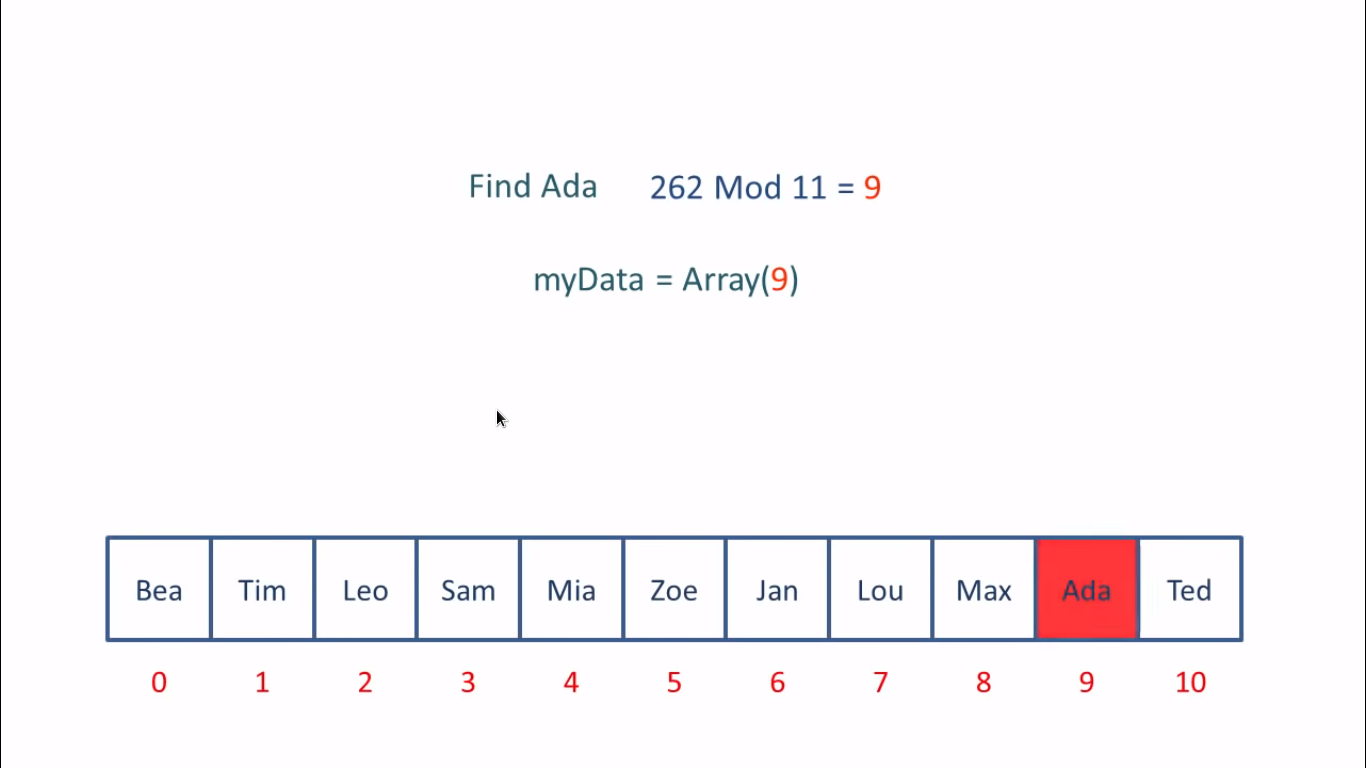 Find Ada 262 Mod 11 = 9
myData = Array(9)
Bea Tim Leo Sam Mia Zoe Jan Lou Max Ada Ted
0 1 2 3 4 5 6 7 8 9 10